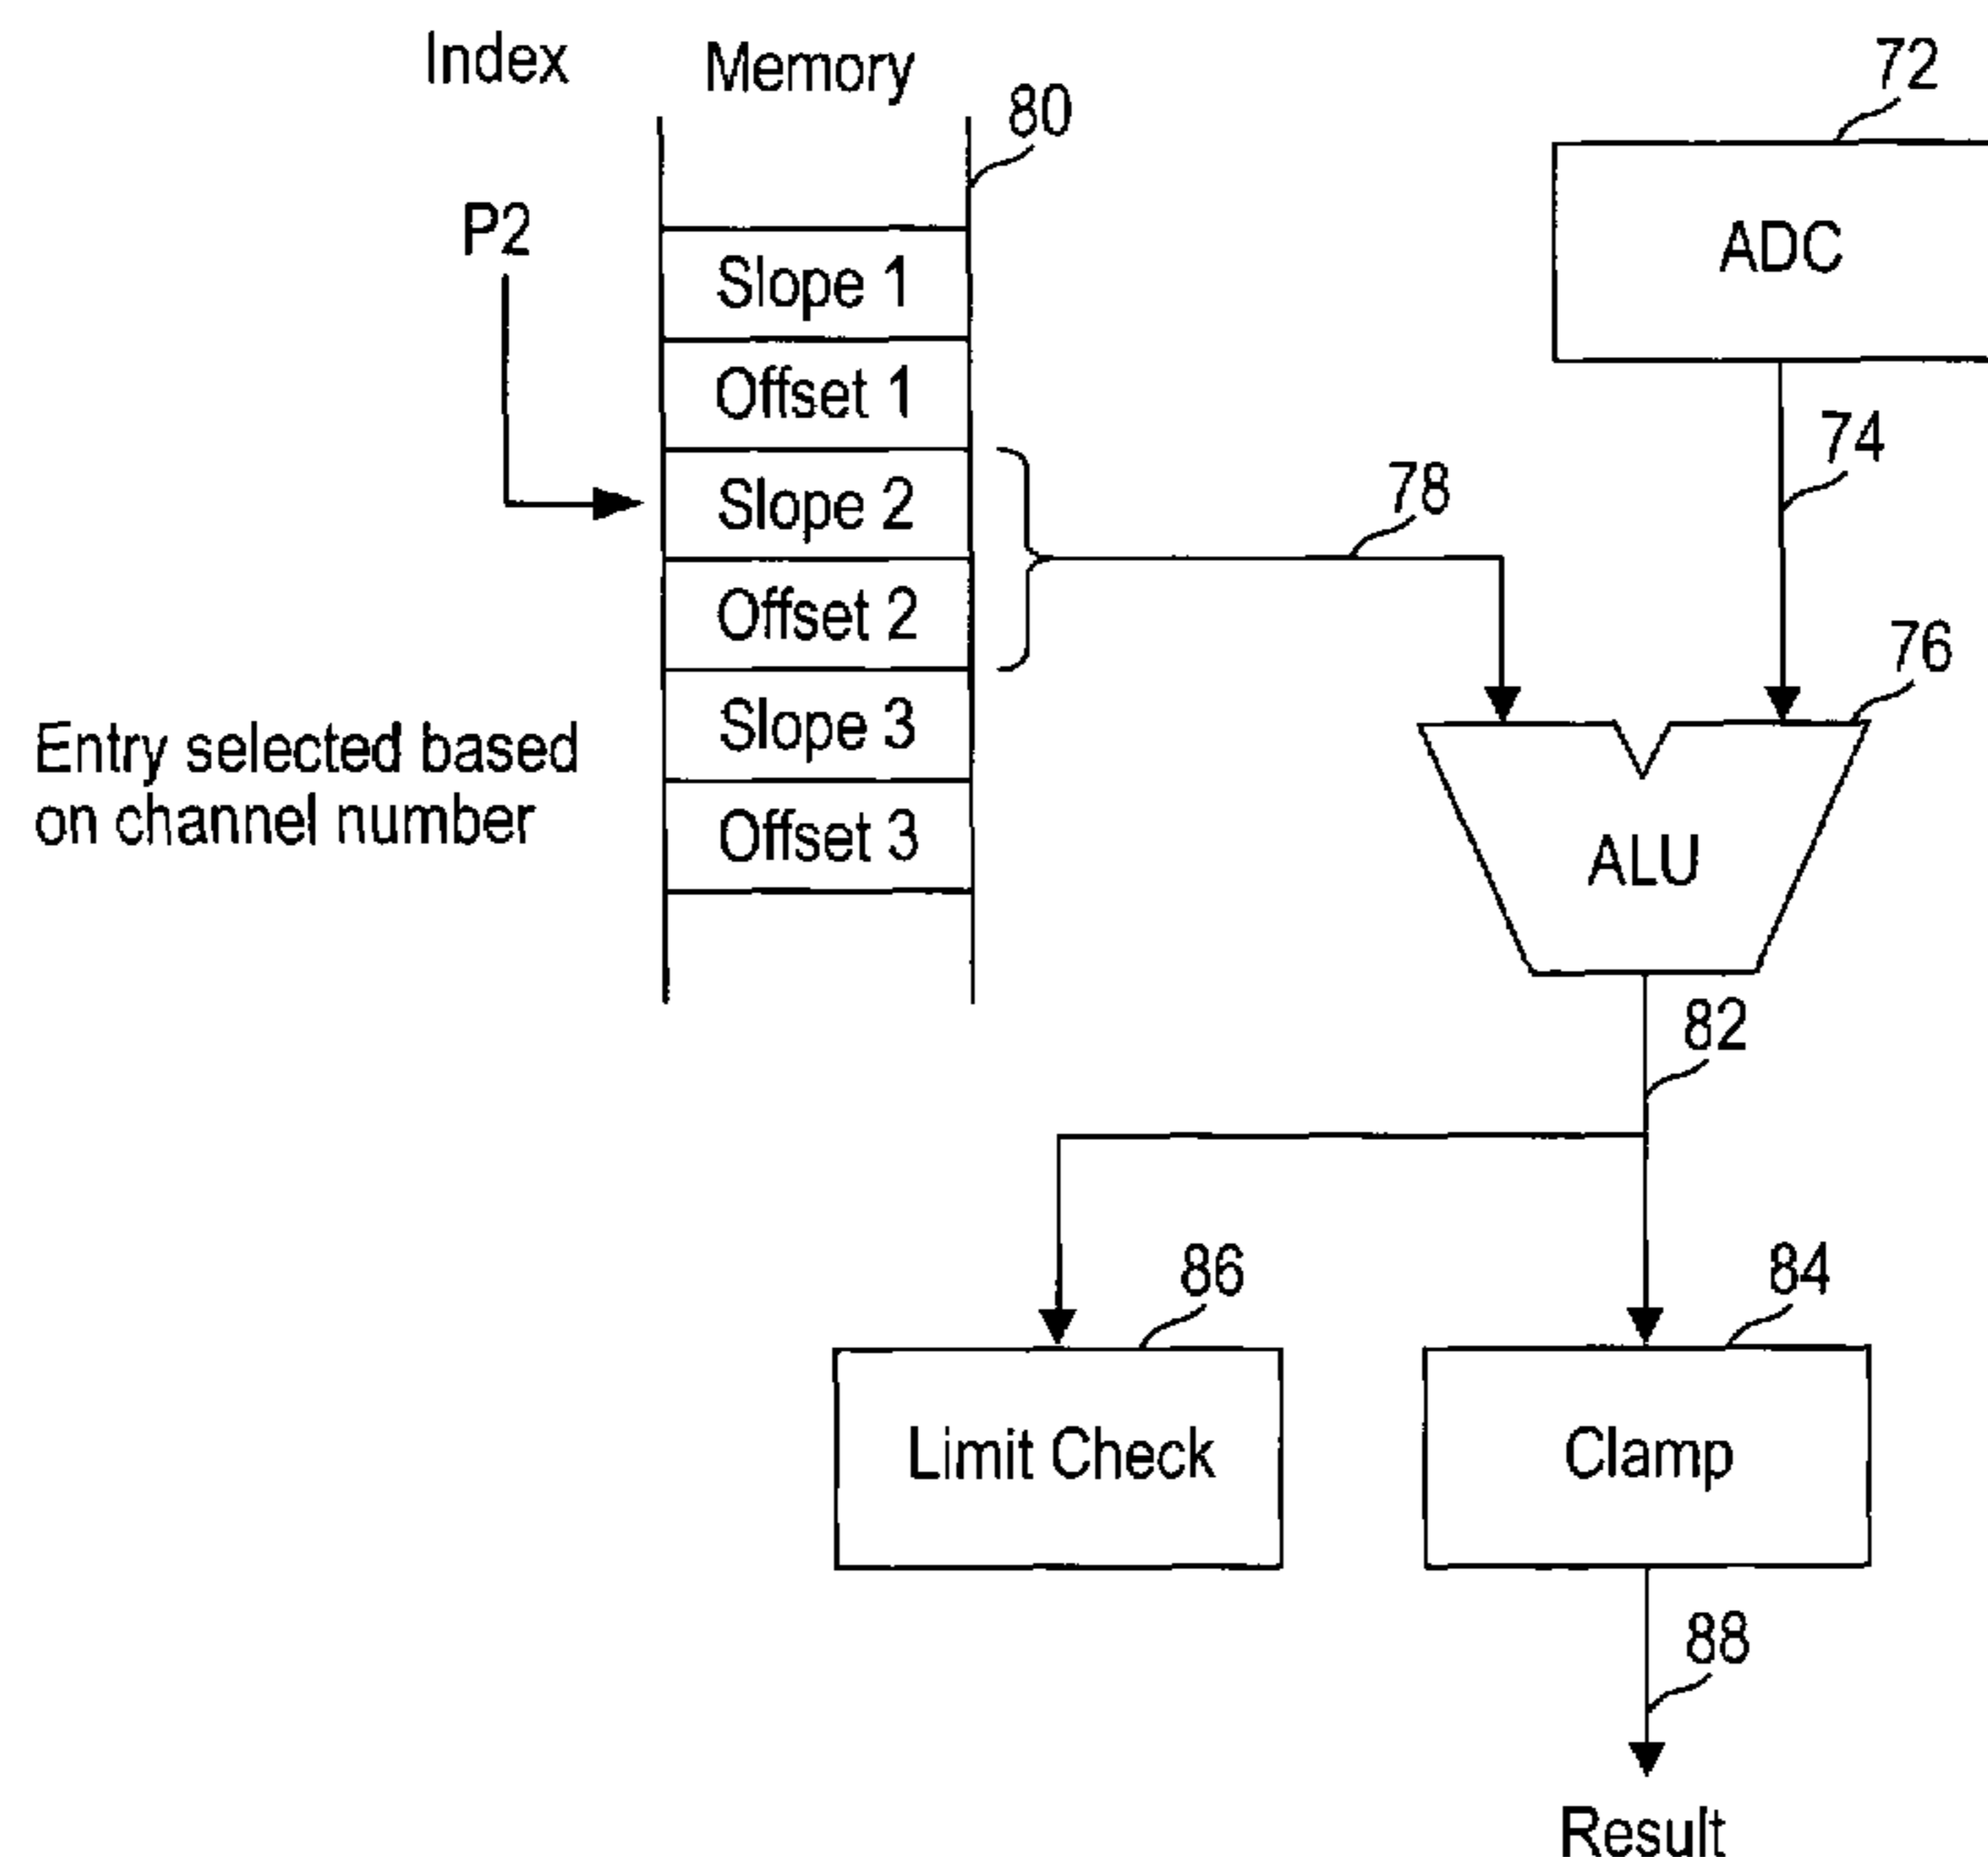 Index
Memory
80
72
P2
Slope 1
ADC
Offset 1
74
Slope 2
78
Offset 2
76
Slope 3
Entry selected based
on channel number
Offset 3
ALU
82
86
84
Limit Check
Clamp
88
Result